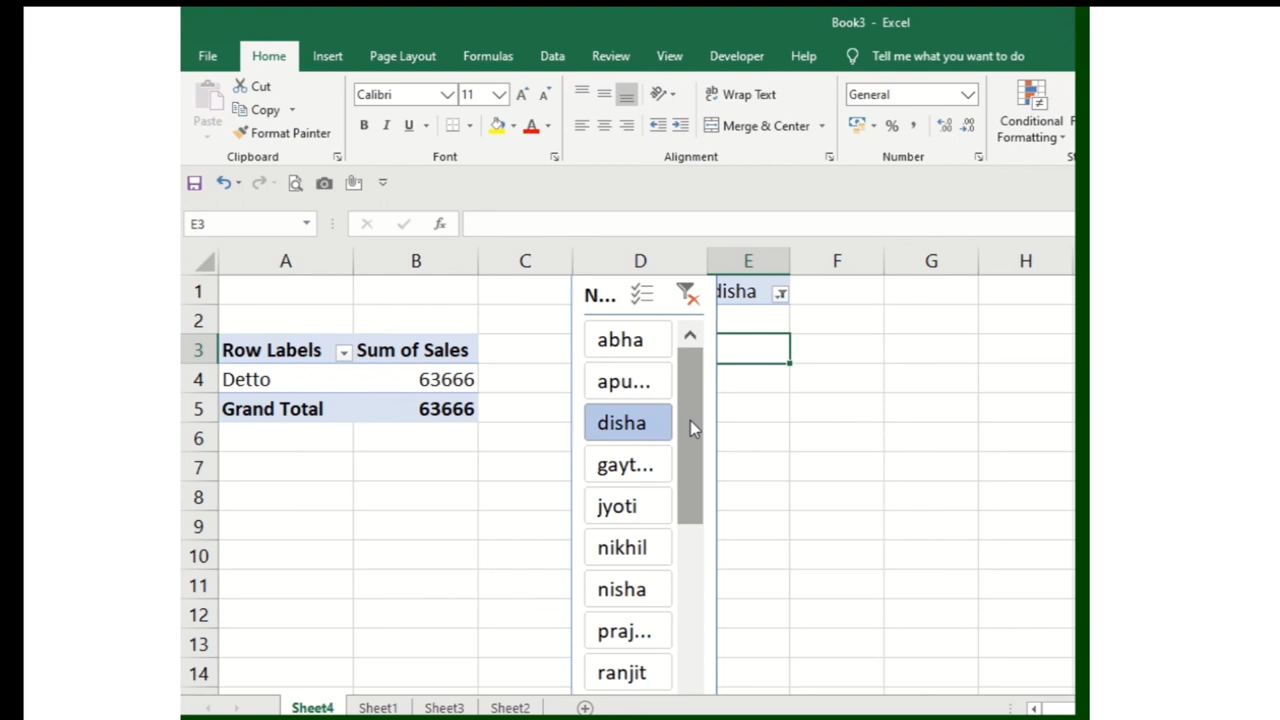 Book3 - Excel
File Home Insert Page Layout Formulas Data Review View Developer Help Tell me what you want to do
Cut
Copy
Paste
Format Painter
Calibri 11
B I U
Wrap Text
Merge & Center
General
%
Conditional
Formatting
Clipboard Font Alignment Number
E3 fx
A B C D E F G H
1 N... disha
2 abha
3 Row Labels Sum of Sales
4 Detto 63666 apu...
5 Grand Total 63666 disha
6
7 gayt...
8 jyoti
9
10 nikhil
11 nisha
12
13 praj...
14 ranjit
Sheet4 Sheet1 Sheet3 Sheet2